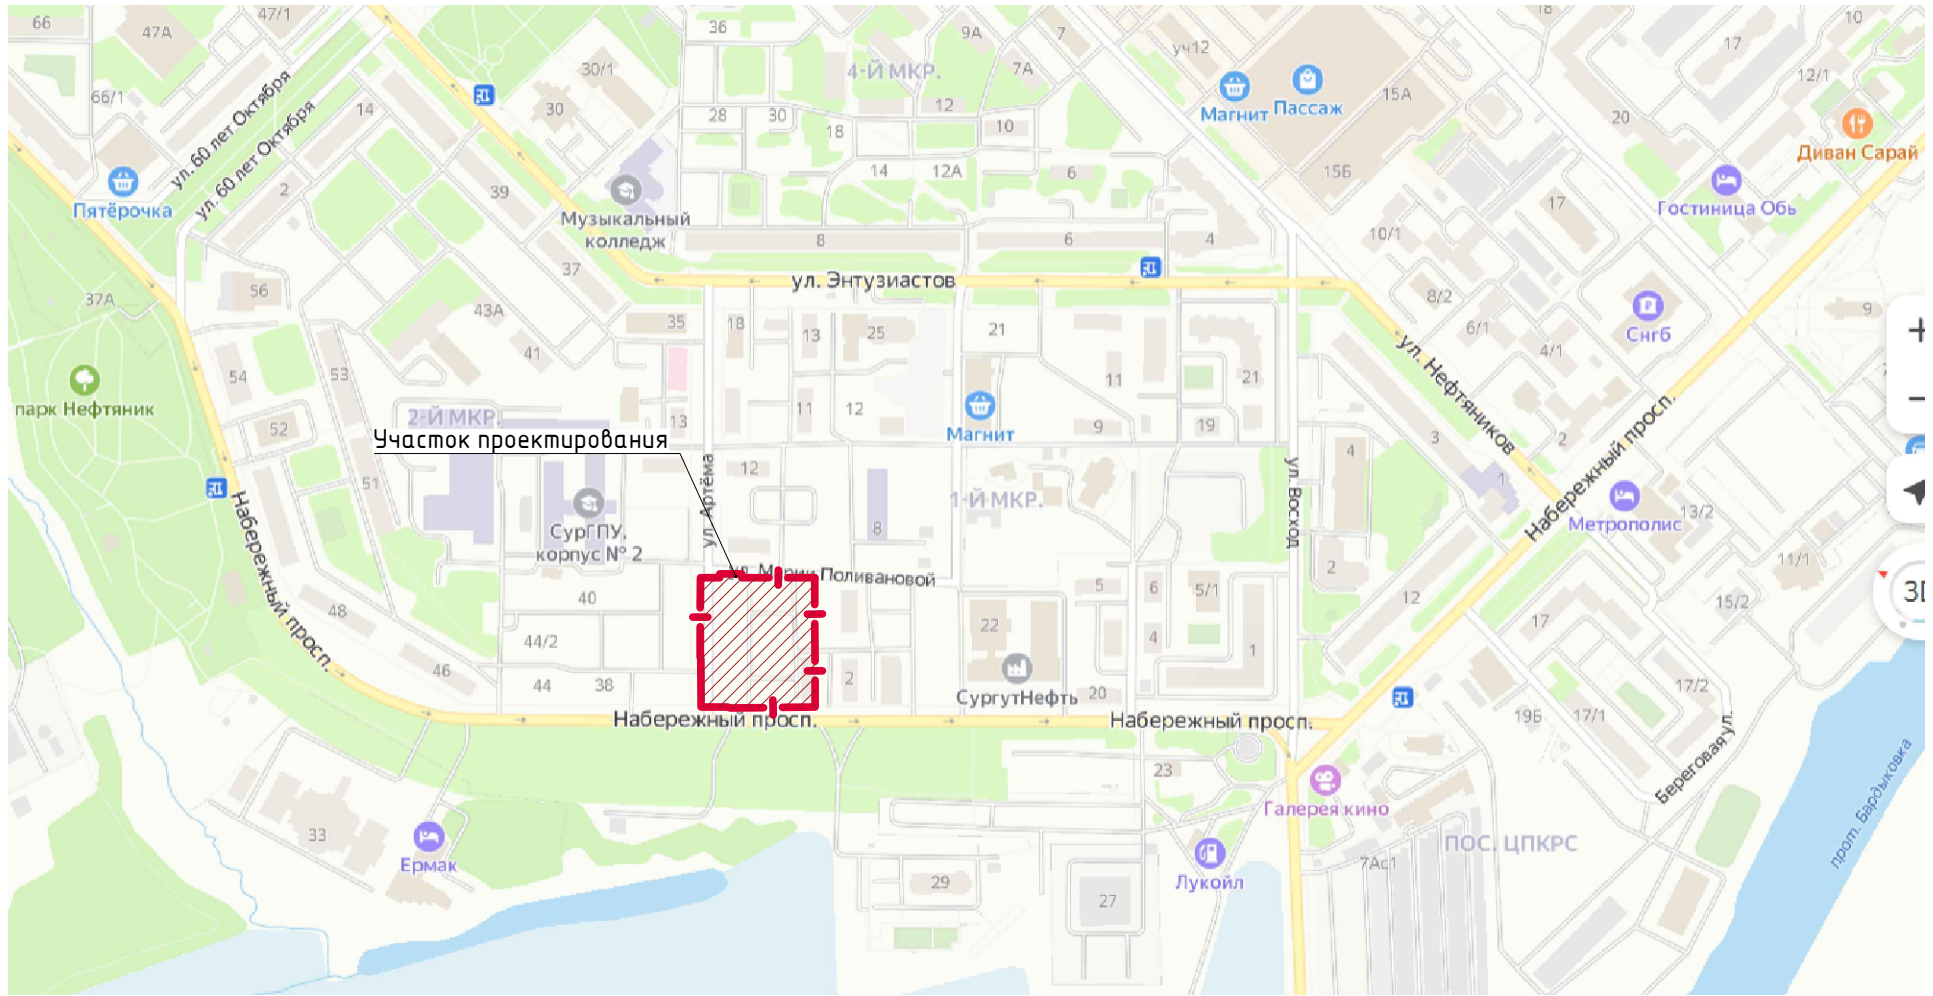 66
47/1
47А
36
9А
7
18
10
уч12
17
30/1
4-Й МКР.
7А
12/1
66/1
ул. 60 лет Октября
ул. 60 лет Октября
14
30
28
30
18
12
10
Магнит
Пассаж
15А
20
Диван Сарай
Пятёрочка
2
39
Музыкальный
колледж
14
12А
6
15Б
17
Гостиница Обь
8
6
4
10/1
37
ул. Энтузиастов
37А
56
43А
35
18
13
25
21
8/2
6/1
4/1
Снгб
9
41
54
53
парк Нефтяник
2-Й МКР.
13
11
12
Магнит
11
21
9
19
ул. Нефтяников
3
2
Набережный просп.
52
Участок проектирования
51
12
ул. Артёма
8
1-Й МКР.
ул. Восход
4
1
Метрополис
13/2
СурГПУ,
корпус № 2
Набережный просп.
Поливановой
2
11/1
3D
40
5
6
5/1
12
15/2
48
44/2
22
4
1
17
46
44
38
2
СургутНефть
20
17/2
Набережный просп.
Набережный просп.
19Б
17/1
Береговая ул.
23
Галерея кино
33
Ермак
29
27
Лукойл
7Ас1
ПОС. ЦПКРС
прот. Бардыковка